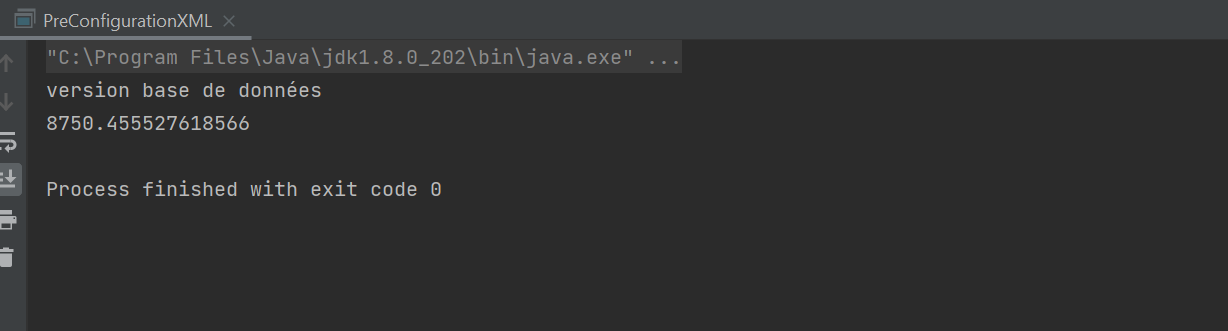 PreConfigurationXML
"C:\Program Files\Java\jdk1.8.0_202\bin\java.exe" ...
version base de données
8750.455527618566
Process finished with exit code 0